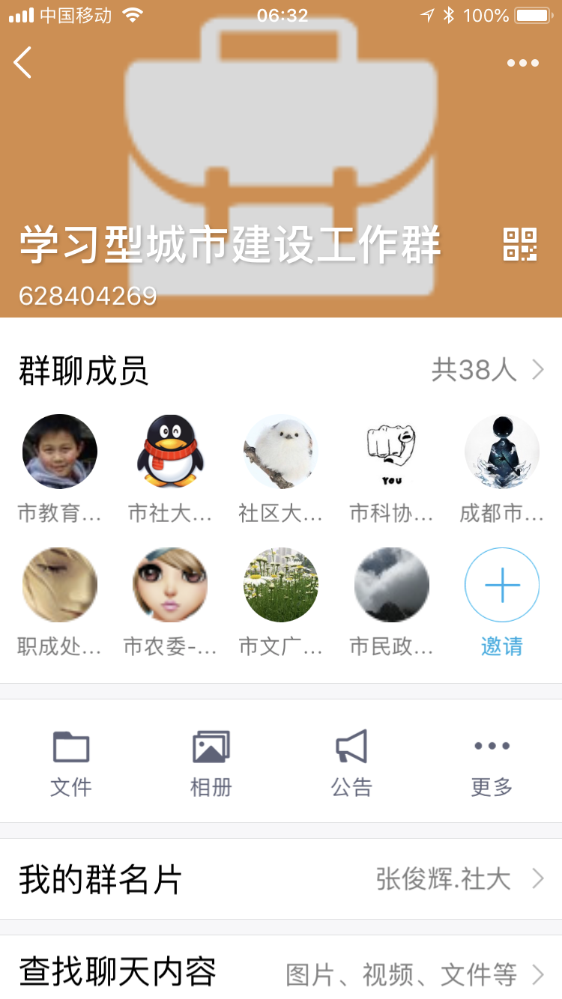 中国移动 06:32 100%
学习型城市建设工作群
628404269
群聊成员 共38人
YOU
市教育... 市社大... 社区大... 市科协... 成都市...
职成处... 市农委-... 市文广... 市民政... 邀请
文件 相册 公告 更多
我的群名片 张俊辉.社大
查找聊天内容 图片、视频、文件等